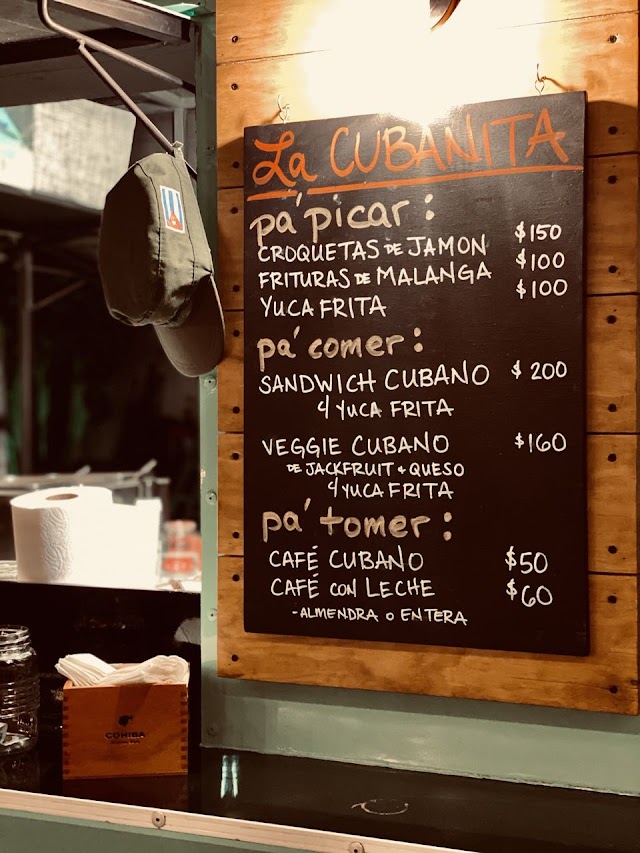 La CUBANITA
pa' picar:
CROQUETAS DE JAMON $150
FRITURAS DE MALANGA $100
YUCA FRITA $100
pa' comer:
SANDWICH CUBANO $200
y YUCA FRITA
VEGGIE CUBANO $160
DE JACKFRUIT + QUESO
y YUCA FRITA
pa' tomer:
CAFÉ CUBANO $50
CAFÉ CON LECHE $60
-ALMENDRA O ENTERA
COHIBA